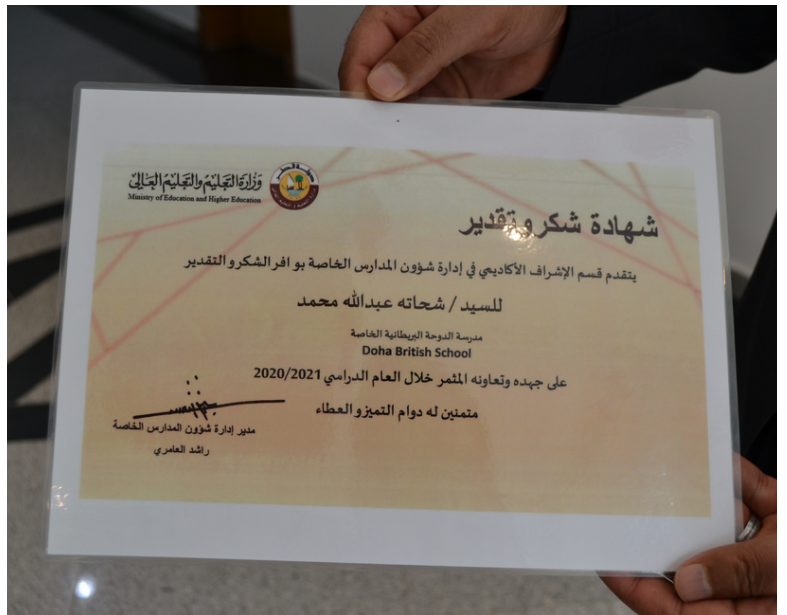 وزارة التعليم والتعليم العالي
Ministry of Education and Higher Education
شهادة شكر وتقدير
يتقدم قسم الإشراف الأكاديمي في إدارة شؤون المدارس الخاصة بوافر الشكر والتقدير
للسيد / شحاته عبدالله محمد
مدرسة الدوحة البريطانية الخاصة
Doha British School
على جهده وتعاونه المثمر خلال العام الدراسي 2020/2021
متمنين له دوام التميز والعطاء
مدير إدارة شؤون المدارس الخاصة
راشد العامري